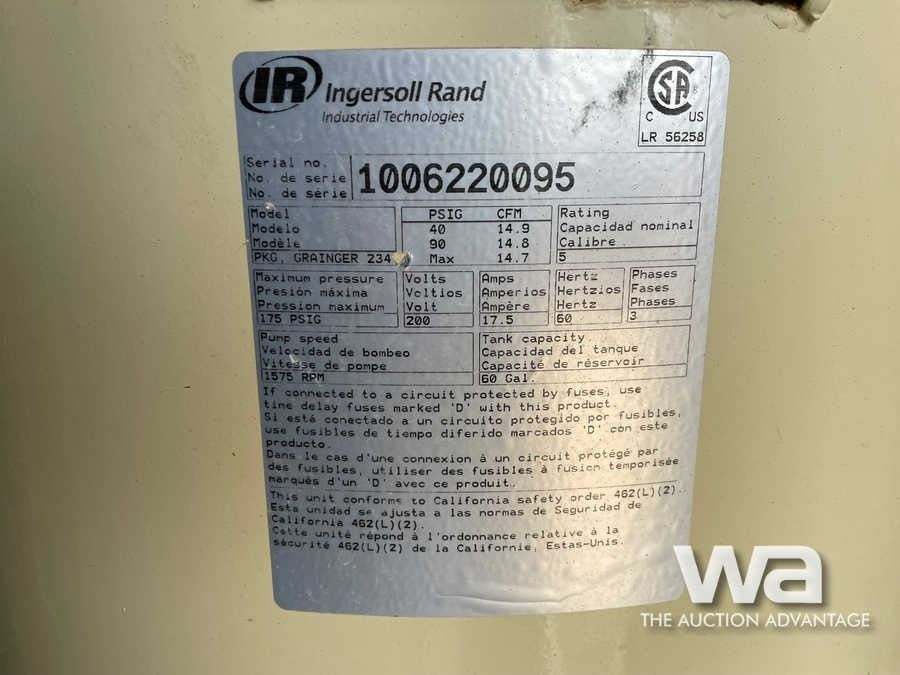 IR Ingersoll Rand
Industrial Technologies
CSA
C US
LR 56258
Serial no.
No. de serie
No. de série
1006220095
Model
Modelo
Modèle
PKG, GRAINGER 234
PSIG CFM
40 14.9
90 14.8
Max 14.7
Rating
Capacidad nominal
Calibre
5
Maximum pressure
Presión máxima
Pression maximum
175 PSIG
Volts
Voltios
Volt
200
Amps
Amperios
Ampère
17.5
Hertz
Hertzios
Hertz
60
Phases
Fases
Phases
3
Pump speed
Velocidad de bombeo
Vitesse de pompe
1575 RPM
Tank capacity
Capacidad del tanque
Capacité de réservoir
60 Gal.
If connected to a circuit protected by fuses, use
time delay fuses marked 'D' with this product.
Si está conectado a un circuito protegido por fusibles,
use fusibles de tiempo diferido marcados 'D' con este
producto.
Dans le cas d'une connexion à un circuit protégé par
des fusibles, utiliser des fusibles à fusion temporisée
marqués d'un 'D' avec ce produit.
This unit conforms to California safety order 462(L)(2).
Esta unidad se ajusta a las normas de Seguridad de
California 462(L)(2).
Cette unité répond à l'ordonnance relative à la
sécurité 462(L)(2) de la Californie, Estas-Unis.
wa
THE AUCTION ADVANTAGE